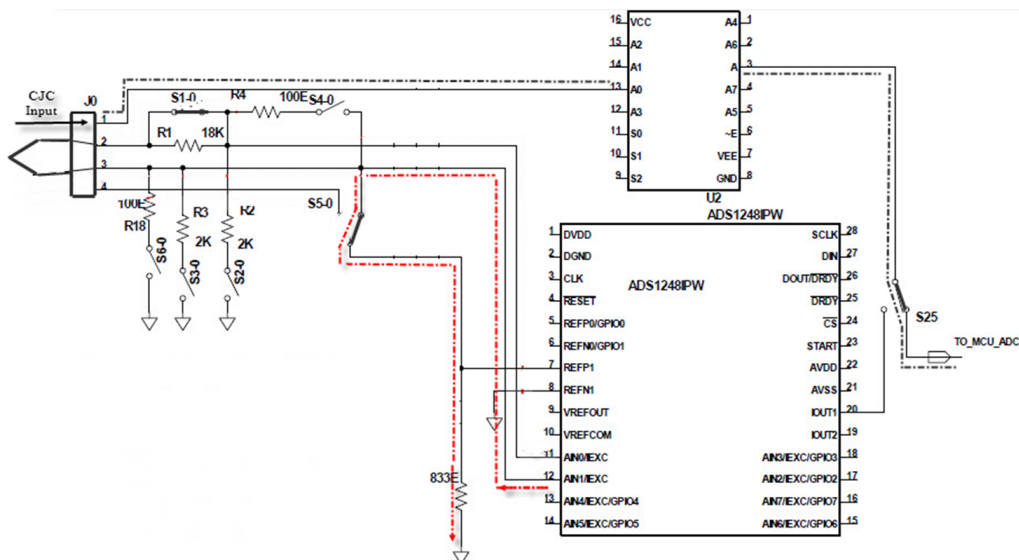 CJC
Input
J0
1
2
3
4
S1-0
R1 18K
R4 100E
S4-0
100E
R18
R3
2K
R2
2K
S6-0
S3-0
S2-0
S5-0
833E
16 VCC A4 1
15 A2 A6 2
14 A1 A 3
13 A0 A7 4
12 A3 A5 5
11 S0 ~E 6
10 S1 VEE 7
9 S2 GND 8
U2
ADS1248IPW
ADS1248IPW
1 DVDD SCLK 28
2 DGND DIN 27
3 CLK DOUT/DRDY 26
4 RESET DRDY 25
5 REFP0/GPIO0 CS 24
6 REFN0/GPIO1 START 23
7 REFP1 AVDD 22
8 REFN1 AVSS 21
9 VREFOUT IOUT1 20
10 VREFCOM IOUT2 19
11 AIN0/IEXC AIN3/IEXC/GPIO3 18
12 AIN1/IEXC AIN2/IEXC/GPIO2 17
13 AIN4/IEXC/GPIO4 AIN7/IEXC/GPIO7 16
14 AIN5/IEXC/GPIO5 AIN6/IEXC/GPIO6 15
S25
TO_MCU_ADC